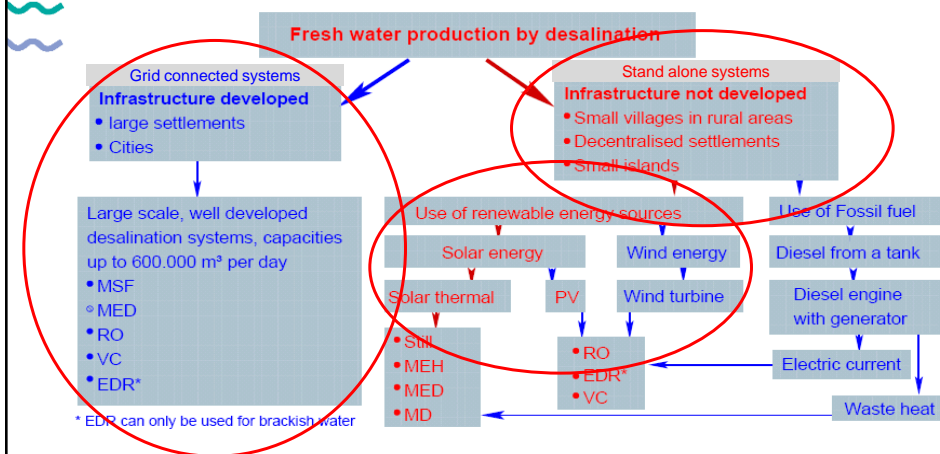 Fresh water production by desalination
Grid connected systems
Infrastructure developed
• large settlements
• Cities
Large scale, well developed
desalination systems, capacities
up to 600.000 m³ per day
• MSF
• MED
• RO
• VC
• EDR*
* EDR can only be used for brackish water
Stand alone systems
Infrastructure not developed
• Small villages in rural areas
• Decentralised settlements
• Small islands
Use of renewable energy sources
Solar energy
Wind energy
Solar thermal
PV
Wind turbine
• Still
• MEH
• MED
• MD
• RO
• EDR*
• VC
Use of Fossil fuel
Diesel from a tank
Diesel engine
with generator
Electric current
Waste heat